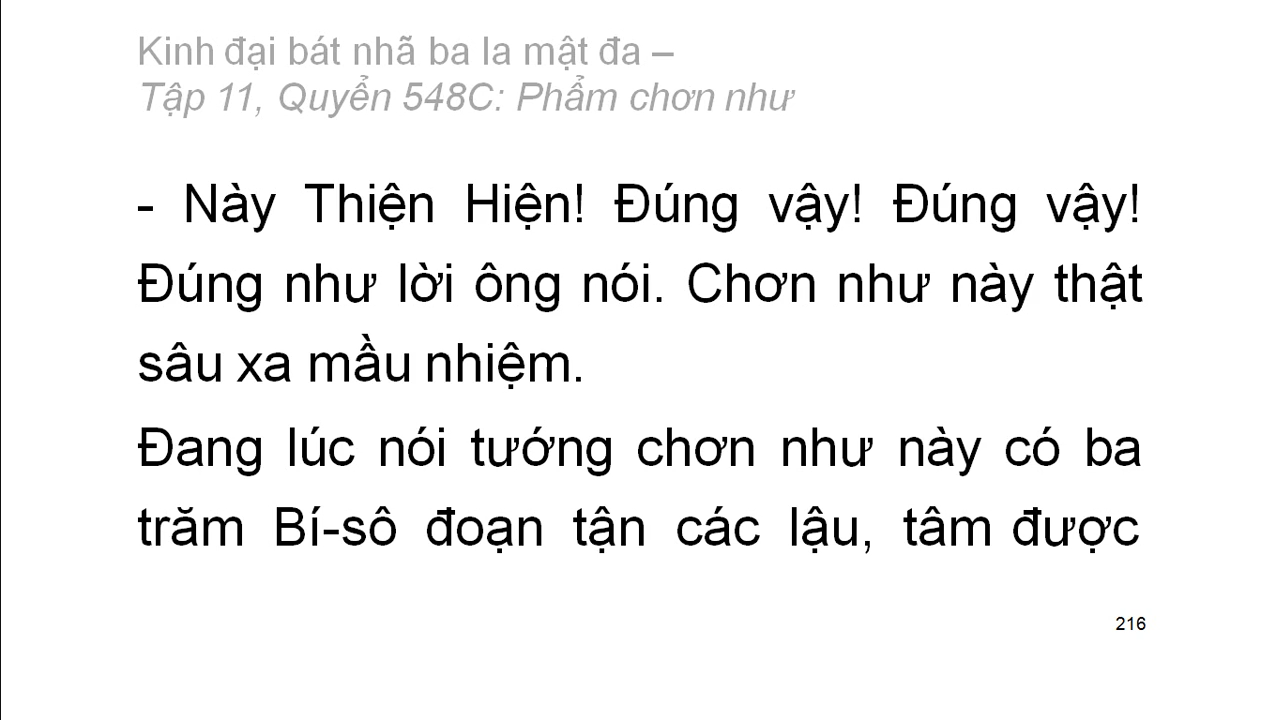 Kinh đại bát nhã ba la mật đa –
Tập 11, Quyển 548C: Phẩm chơn như
- Này Thiện Hiện! Đúng vậy! Đúng vậy!
Đúng như lời ông nói. Chơn như này thật
sâu xa mầu nhiệm.
Đang lúc nói tướng chơn như này có ba
trăm Bí-sô đoạn tận các lậu, tâm được
216